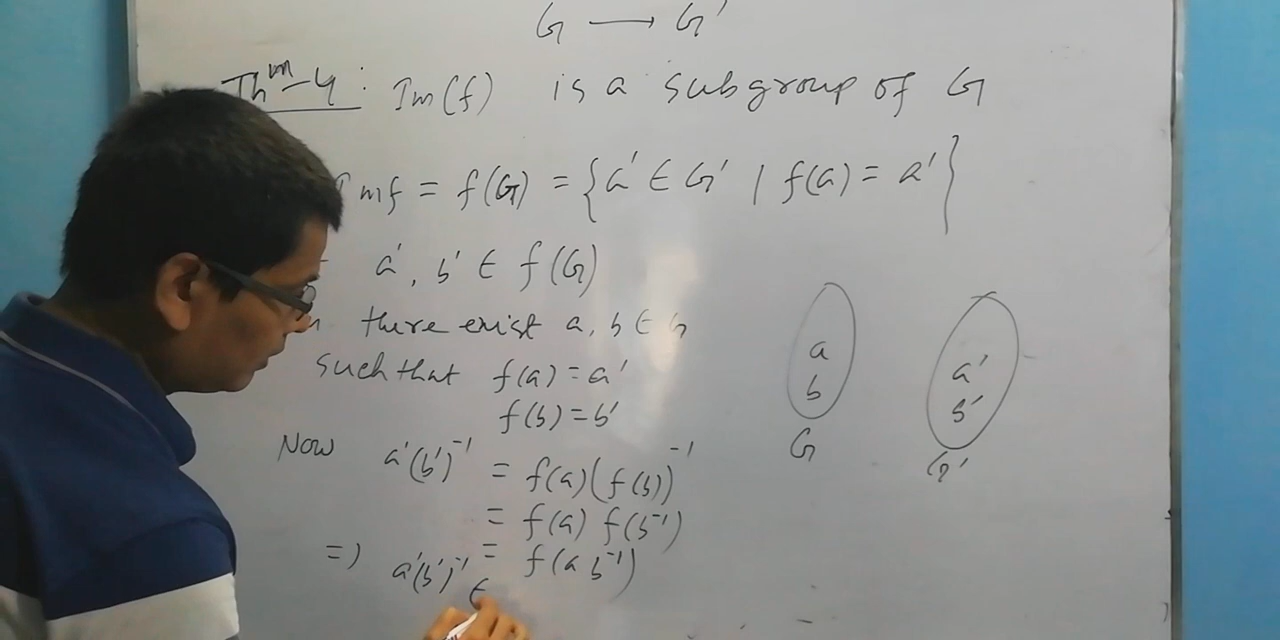 G → G'
Thm-4: Im(f) is a subgroup of G
mf = f(G) = {a' ∈ G' | f(a) = a'}
a', b' ∈ f(G)
there exist a, b ∈ G
such that f(a) = a'
f(b) = b'
Now a'(b')⁻¹ = f(a)(f(b))⁻¹
= f(a) f(b⁻¹)
=> a'(b')⁻¹ = f(a b⁻¹)
∈
a
b
G
a'
b'
G'